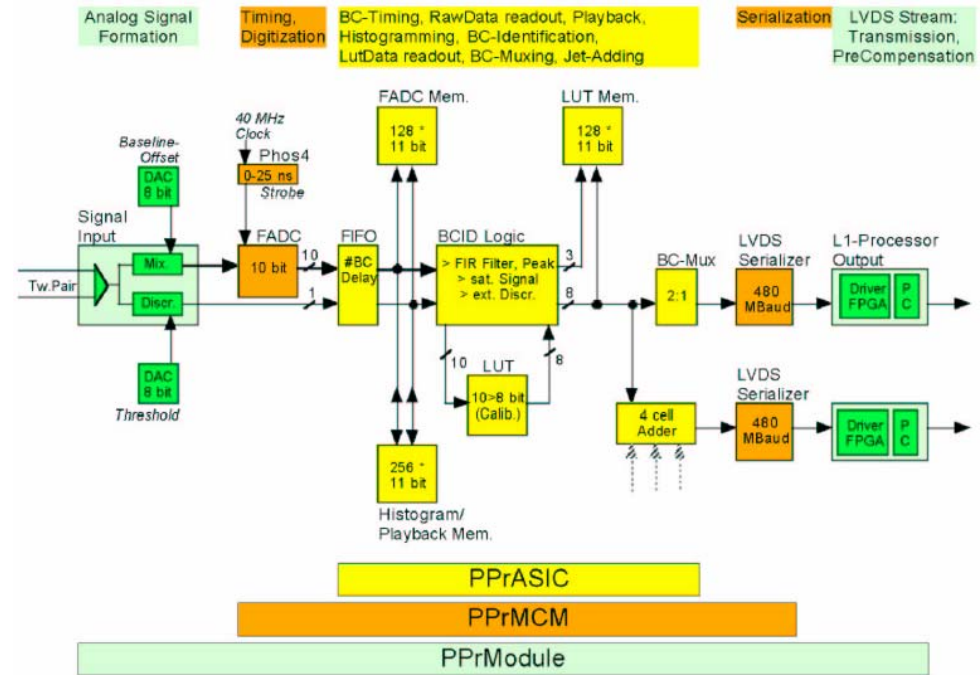 Analog Signal
Formation
Timing,
Digitization
BC-Timing, RawData readout, Playback,
Histogramming, BC-Identification,
LutData readout, BC-Muxing, Jet-Adding
Serialization
LVDS Stream:
Transmission,
PreCompensation
FADC Mem.
128 *
11 bit
LUT Mem.
128 *
11 bit
40 MHz
Clock
Phos4
0-25 ns
Strobe
Baseline-
Offset
DAC
8 bit
Signal
Input
Tw.Pair
Mix.
Discr.
DAC
8 bit
Threshold
FADC
10 bit
10
1
FIFO
#BC
Delay
BCID Logic
> FIR Filter, Peak
> sat. Signal
> ext. Discr.
3
8
10
8
LUT
10>8 bit
(Calib.)
BC-Mux
2:1
LVDS
Serializer
480
MBaud
L1-Processor
Output
Driver
FPGA
P
C
4 cell
Adder
LVDS
Serializer
480
MBaud
Driver
FPGA
P
C
256 *
11 bit
Histogram/
Playback Mem.
PPrASIC
PPrMCM
PPrModule